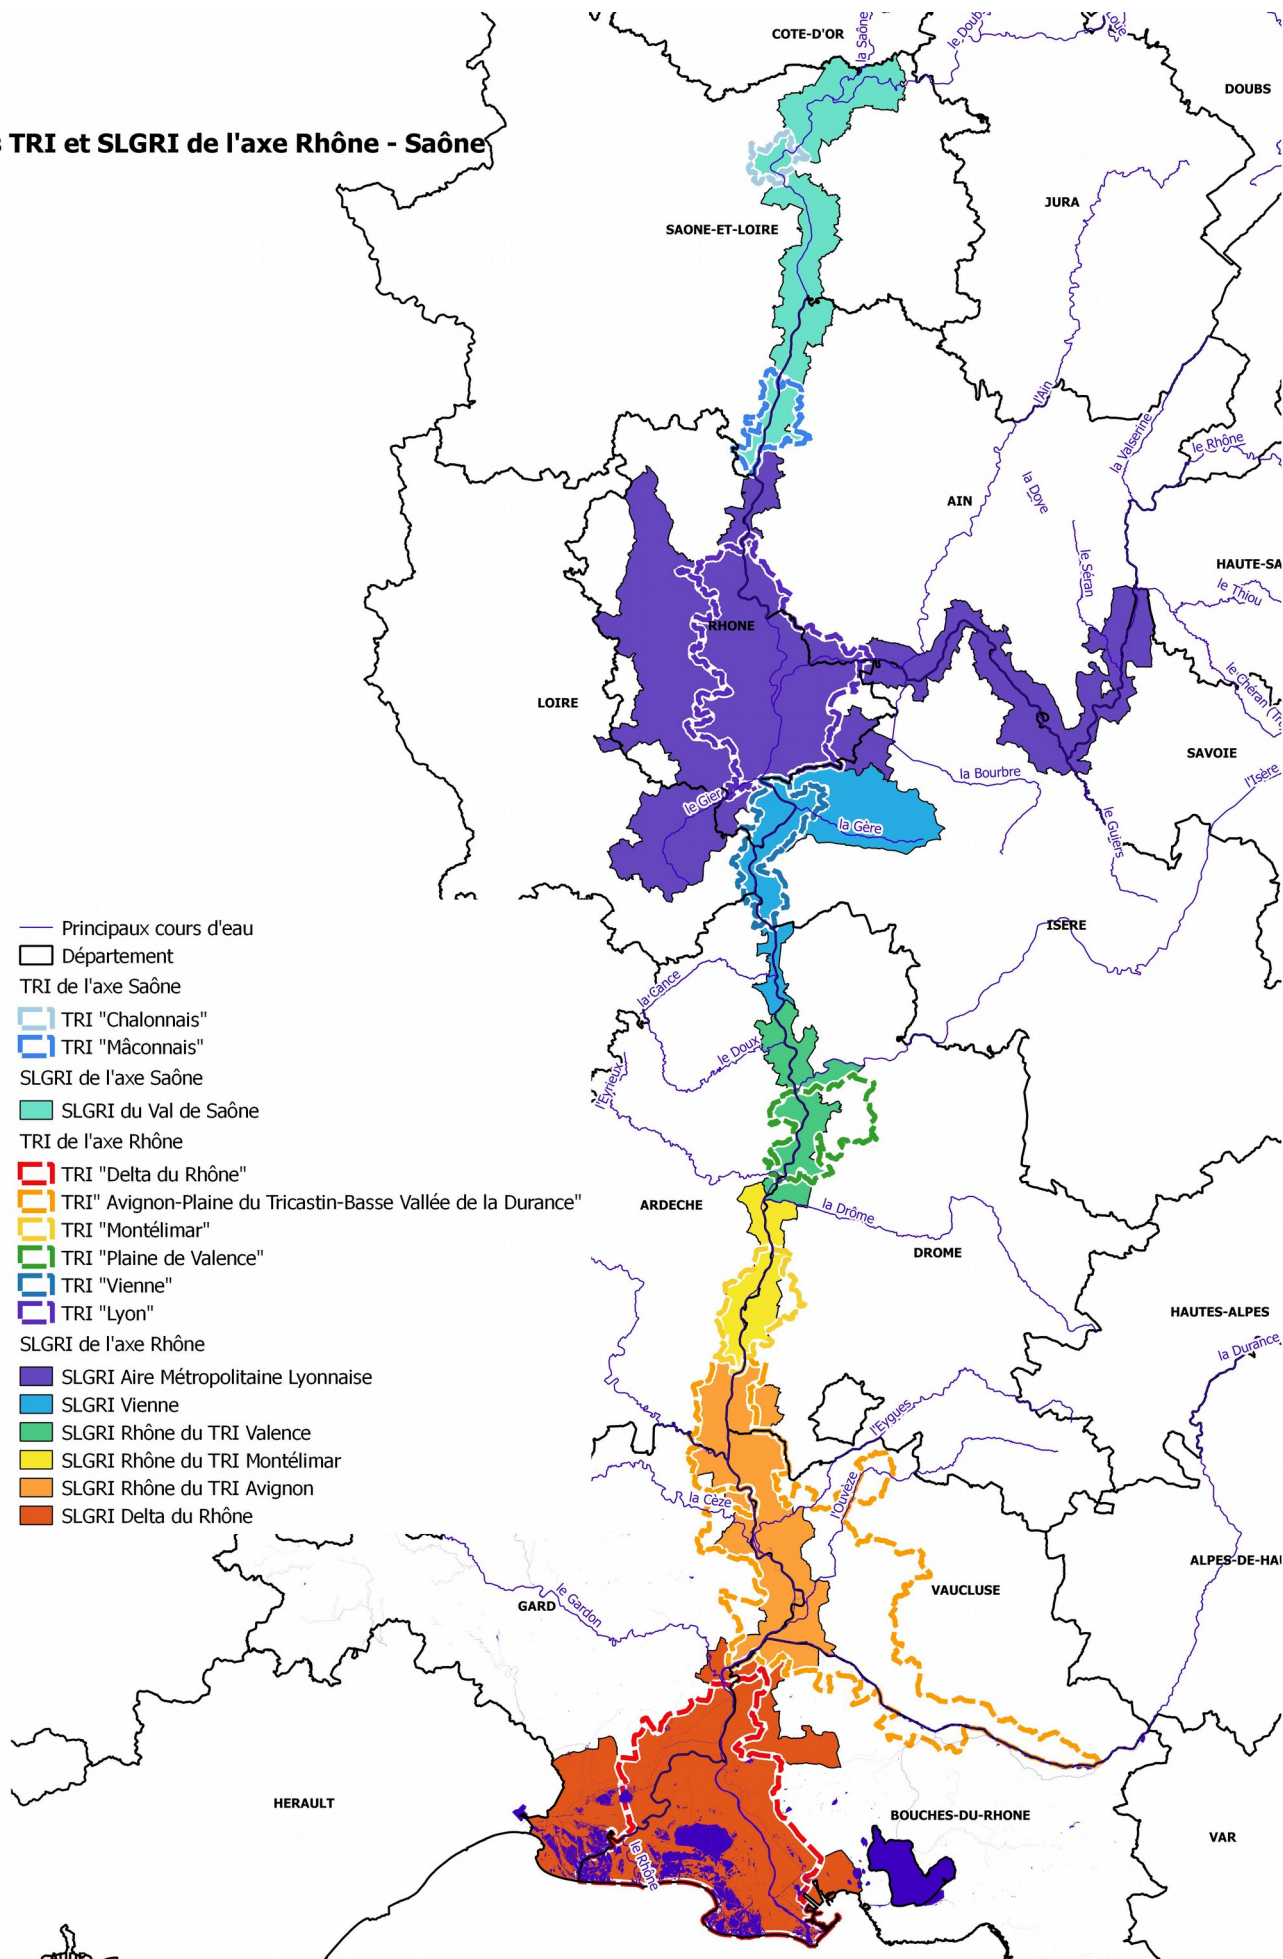 s TRI et SLGRI de l'axe Rhône - Saône
COTE-D'OR
la Saône
le Doubs
Loue
DOUBS
JURA
SAONE-ET-LOIRE
l'Ain
la Valserine
le Rhône
la Doye
AIN
le Séran
HAUTE-SA
le Thiou
RHONE
le Chéran (Tr
LOIRE
SAVOIE
la Bourbre
l'Isère
le Gier
la Gère
le Guiers
ISERE
la Cance
le Doux
l'Eyrieux
ARDECHE
la Drôme
DROME
HAUTES-ALPES
la Durance
l'Eygues
la Cèze
l'Ouvèze
ALPES-DE-HA
VAUCLUSE
le Gardon
GARD
HERAULT
BOUCHES-DU-RHONE
VAR
le Rhône
AUDE
Principaux cours d'eau
Département
TRI de l'axe Saône
TRI "Chalonnais"
TRI "Mâconnais"
SLGRI de l'axe Saône
SLGRI du Val de Saône
TRI de l'axe Rhône
TRI "Delta du Rhône"
TRI" Avignon-Plaine du Tricastin-Basse Vallée de la Durance"
TRI "Montélimar"
TRI "Plaine de Valence"
TRI "Vienne"
TRI "Lyon"
SLGRI de l'axe Rhône
SLGRI Aire Métropolitaine Lyonnaise
SLGRI Vienne
SLGRI Rhône du TRI Valence
SLGRI Rhône du TRI Montélimar
SLGRI Rhône du TRI Avignon
SLGRI Delta du Rhône